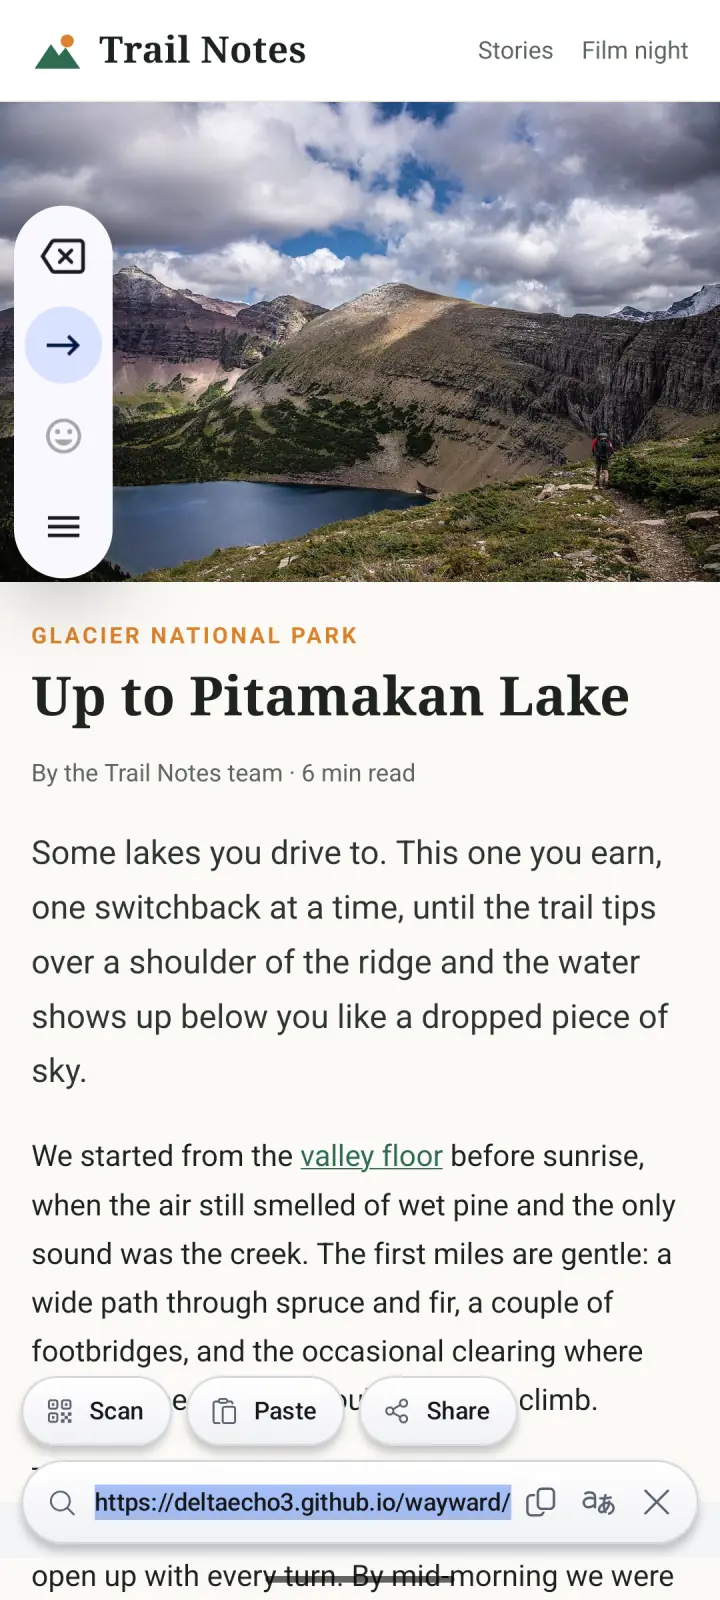 Trail Notes
Stories Film night
GLACIER NATIONAL PARK
Up to Pitamakan Lake
By the Trail Notes team · 6 min read
Some lakes you drive to. This one you earn,
one switchback at a time, until the trail tips
over a shoulder of the ridge and the water
shows up below you like a dropped piece of
sky.
We started from the valley floor before sunrise,
when the air still smelled of wet pine and the only
sound was the creek. The first miles are gentle: a
wide path through spruce and fir, a couple of
footbridges, and the occasional clearing where
climb.
Scan Paste Share
https://deltaecho3.github.io/wayward/ aあ
open up with every turn. By mid-morning we were